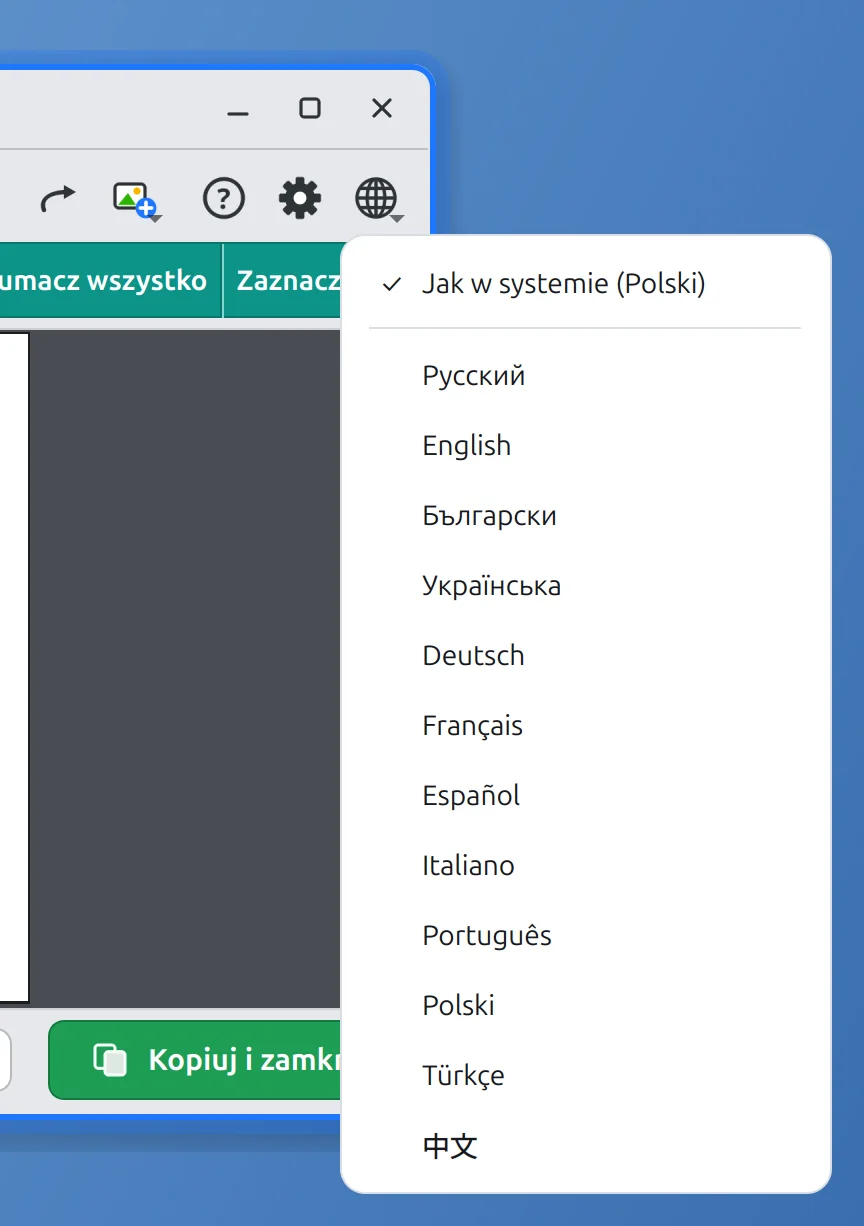 umacz wszystko
Zaznacz
Jak w systemie (Polski)
Русский
English
Български
Українська
Deutsch
Français
Español
Italiano
Português
Polski
Türkçe
中文
Kopiuj i zamkn